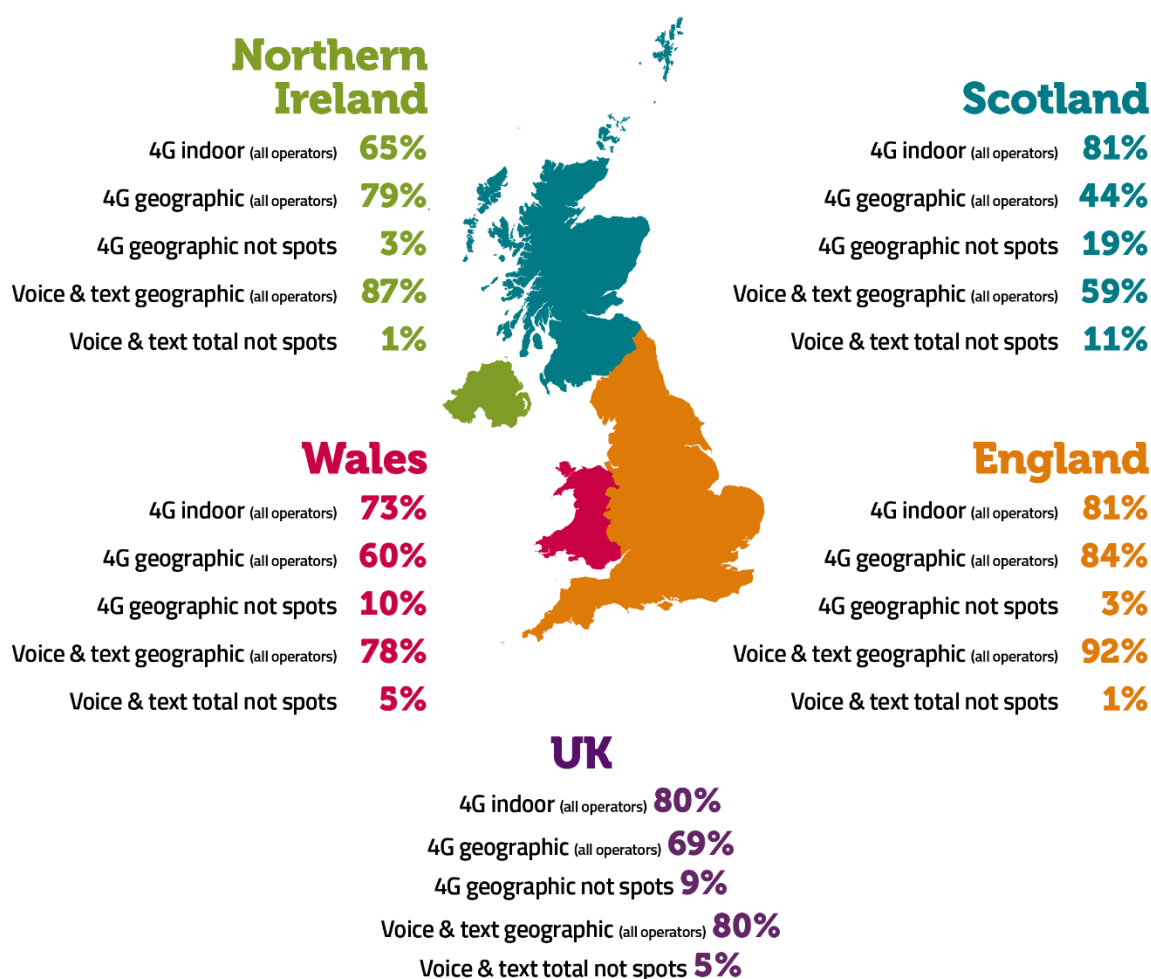 Northern
Ireland
4G indoor (all operators) 65%
4G geographic (all operators) 79%
4G geographic not spots 3%
Voice & text geographic (all operators) 87%
Voice & text total not spots 1%
Scotland
4G indoor (all operators) 81%
4G geographic (all operators) 44%
4G geographic not spots 19%
Voice & text geographic (all operators) 59%
Voice & text total not spots 11%
Wales
4G indoor (all operators) 73%
4G geographic (all operators) 60%
4G geographic not spots 10%
Voice & text geographic (all operators) 78%
Voice & text total not spots 5%
England
4G indoor (all operators) 81%
4G geographic (all operators) 84%
4G geographic not spots 3%
Voice & text geographic (all operators) 92%
Voice & text total not spots 1%
UK
4G indoor (all operators) 80%
4G geographic (all operators) 69%
4G geographic not spots 9%
Voice & text geographic (all operators) 80%
Voice & text total not spots 5%